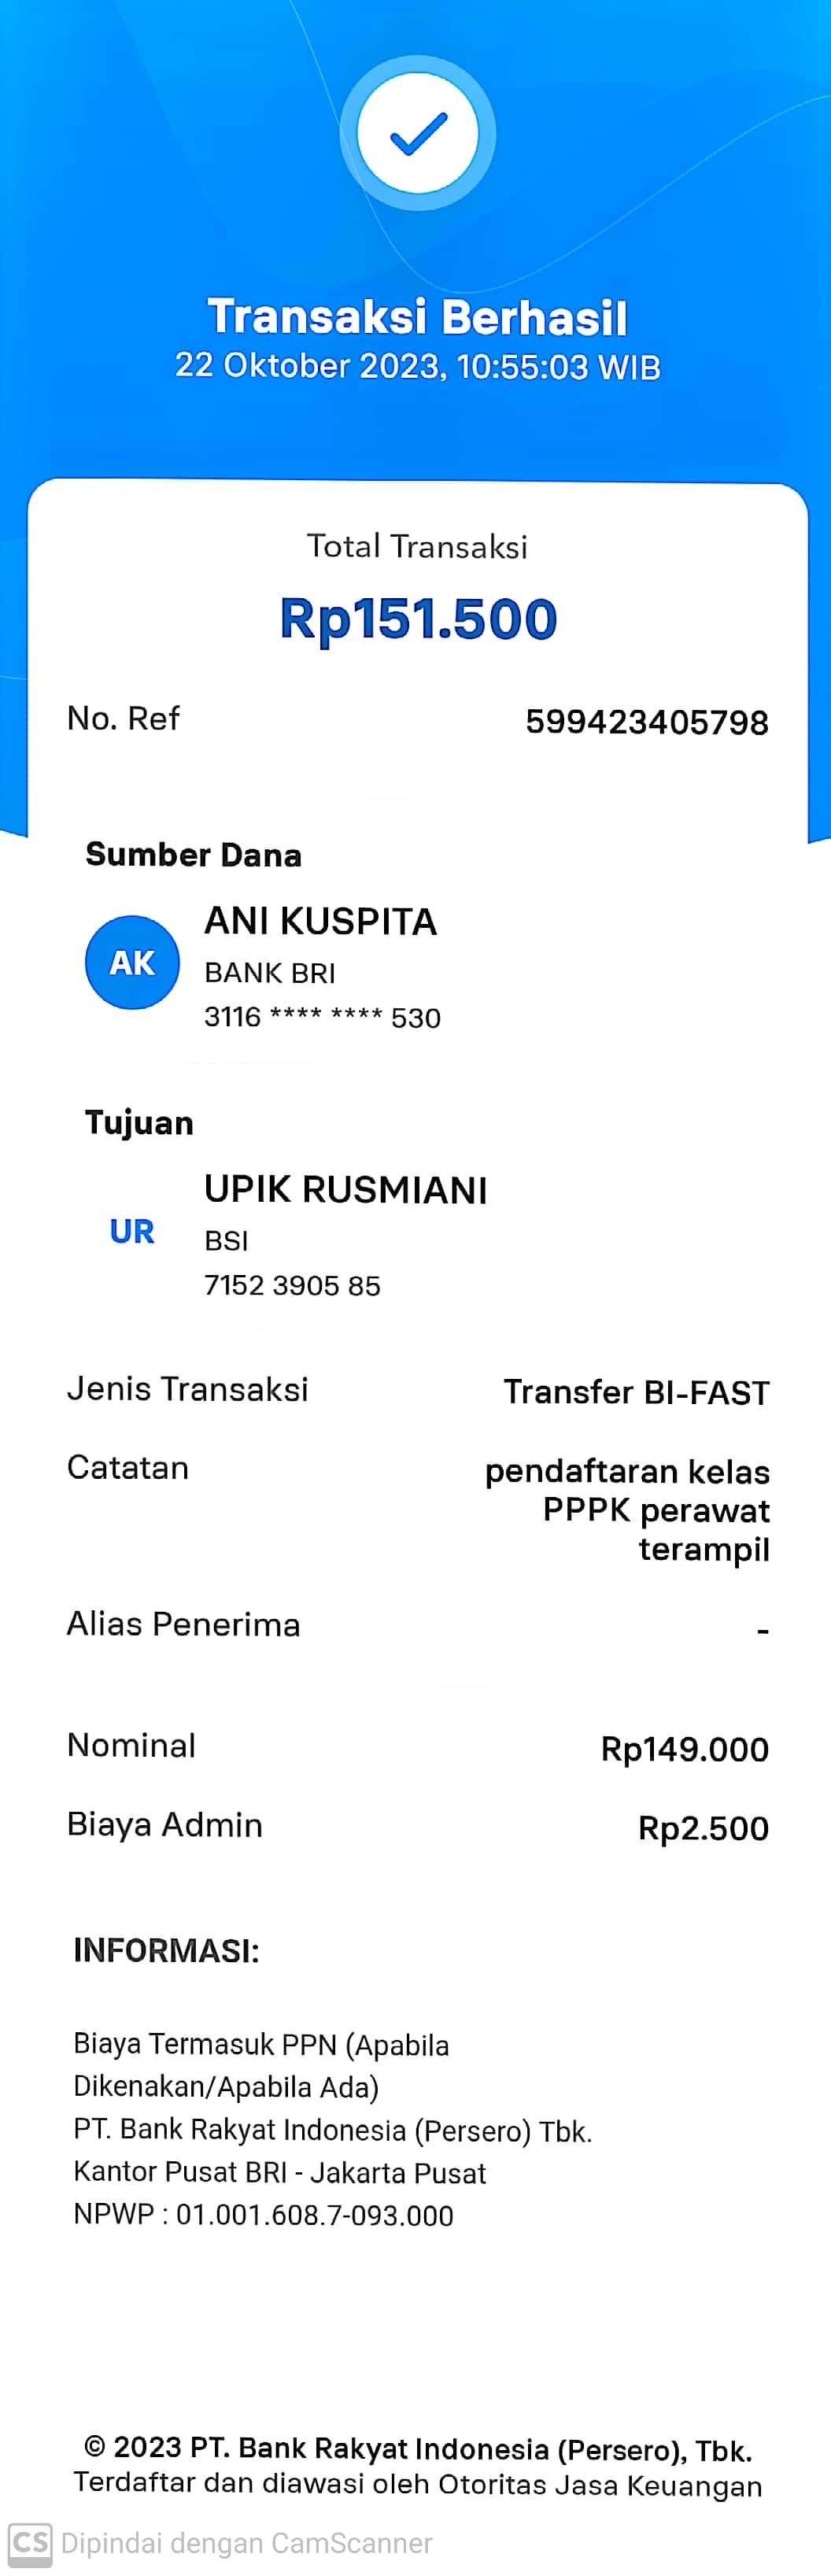 Transaksi Berhasil
22 Oktober 2023, 10:55:03 WIB
Total Transaksi
Rp151.500
No. Ref 599423405798
Sumber Dana
AK
ANI KUSPITA
BANK BRI
3116 **** **** 530
Tujuan
UR
UPIK RUSMIANI
BSI
7152 3905 85
Jenis Transaksi Transfer BI-FAST
Catatan pendaftaran kelas
PPPK perawat
terampil
Alias Penerima -
Nominal Rp149.000
Biaya Admin Rp2.500
INFORMASI:
Biaya Termasuk PPN (Apabila
Dikenakan/Apabila Ada)
PT. Bank Rakyat Indonesia (Persero) Tbk.
Kantor Pusat BRI - Jakarta Pusat
NPWP : 01.001.608.7-093.000
© 2023 PT. Bank Rakyat Indonesia (Persero), Tbk.
Terdaftar dan diawasi oleh Otoritas Jasa Keuangan
CS Dipindai dengan CamScanner